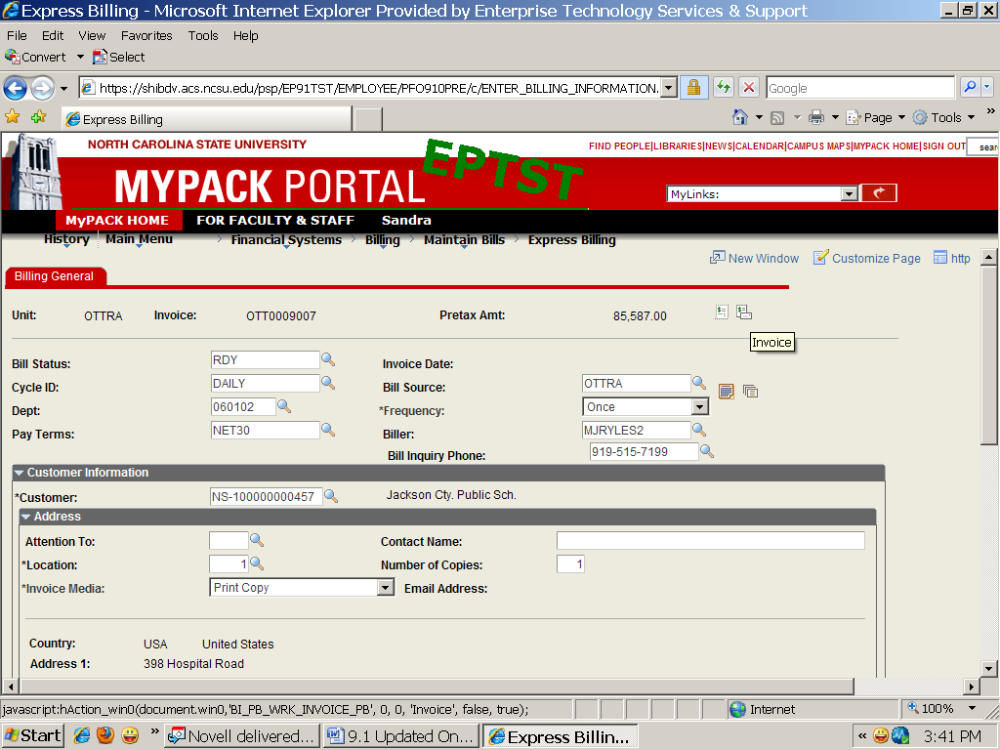 Express Billing - Microsoft Internet Explorer Provided by Enterprise Technology Services & Support
File Edit View Favorites Tools Help
Convert Select
https://shibdv.acs.ncsu.edu/psp/EP91TST/EMPLOYEE/PFO910PRE/c/ENTER_BILLING_INFORMATION. Google
Express Billing Page Tools »
NORTH CAROLINA STATE UNIVERSITY FIND PEOPLE|LIBRARIES|NEWS|CALENDAR|CAMPUS MAPS|MYPACK HOME|SIGN OUT sear
EPTST
MYPACK PORTAL MyLinks:
MyPACK HOME FOR FACULTY & STAFF Sandra
History Main Menu > Financial Systems > Billing > Maintain Bills > Express Billing
New Window Customize Page http
Billing General
Unit: OTTRA Invoice: OTT0009007 Pretax Amt: 85,587.00
Invoice
Bill Status: RDY Invoice Date:
Cycle ID: DAILY Bill Source: OTTRA
Dept: 060102 *Frequency: Once
Pay Terms: NET30 Biller: MJRYLES2
Bill Inquiry Phone: 919-515-7199
Customer Information
*Customer: NS-100000000457 Jackson Cty. Public Sch.
Address
Attention To: Contact Name:
*Location: 1 Number of Copies: 1
*Invoice Media: Print Copy Email Address:
Country: USA United States
Address 1: 398 Hospital Road
javascript:hAction_win0(document.win0,'BI_PB_WRK_INVOICE_PB', 0, 0, 'Invoice', false, true); Internet 100%
Start » Novell delivered... 9.1 Updated On... Express Billin... « 3:41 PM